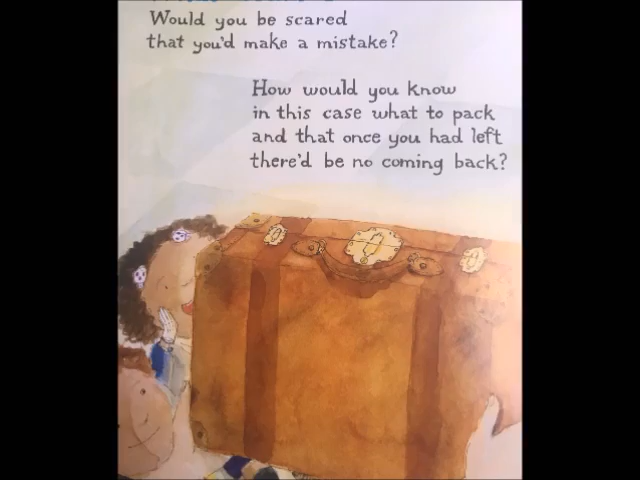 Would you be scared
that you'd make a mistake?
How would you know
in this case what to pack
and that once you had left
there'd be no coming back?